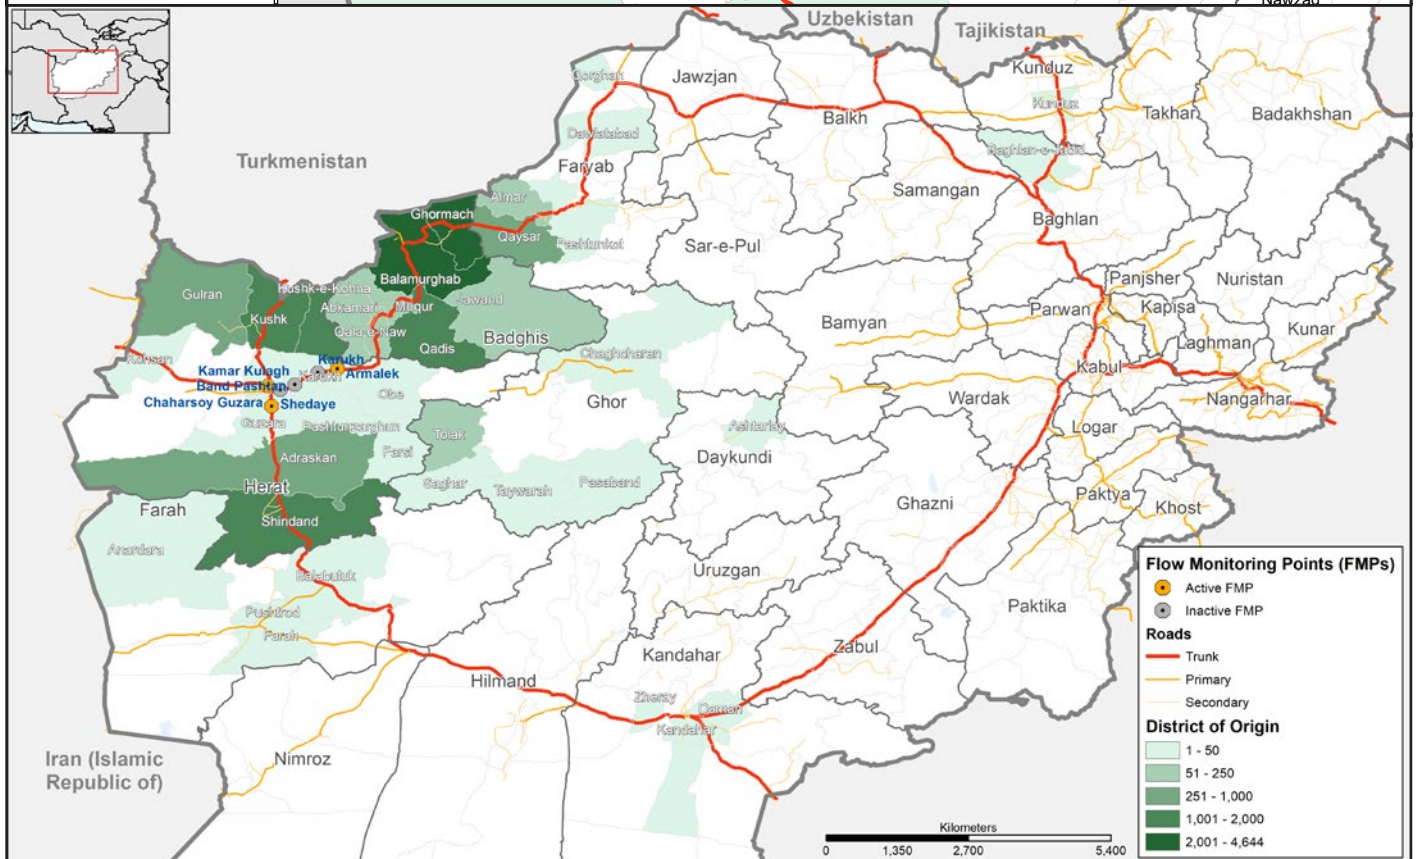 Nawzad
Uzbekistan
Tajikistan
Turkmenistan
Qorghan
Jawzjan
Kunduz
Kunduz
Takhar
Badakhshan
Balkh
Dawlatabad
Faryab
Baghlan-e-Jadid
Samangan
Almar
Ghormach
Qaysar
Pashtunkot
Sar-e-Pul
Baghlan
Balamurghab
Panjsher
Nuristan
Gulran
Kushk-e-Kohna
Abkamari
Muqur
Jawand
Parwan
Kapisa
Kushk
Qala-e-Naw
Badghis
Bamyan
Kunar
Qadis
Laghman
Kohsan
Karukh
Chaghcharan
Kamar Kulagh
Karukh
Armalek
Kabul
Band Pashtan
Obe
Ghor
Wardak
Nangarhar
Chaharsoy Guzara
Shedaye
Guzara
Pashtunzarghun
Tolak
Ashtarlay
Logar
Adraskan
Farsi
Daykundi
Herat
Saghar
Taywarah
Pasaband
Ghazni
Paktya
Khost
Farah
Shindand
Anardara
Balabuluk
Uruzgan
Paktika
Pushtrod
Farah
Kandahar
Zabul
Hilmand
Zheray
Daman
Kandahar
Nimroz
Iran (Islamic
Republic of)
Flow Monitoring Points (FMPs)
Active FMP
Inactive FMP
Roads
Trunk
Primary
Secondary
District of Origin
1 - 50
51 - 250
251 - 1,000
1,001 - 2,000
2,001 - 4,644
Kilometers
0 1,350 2,700 5,400